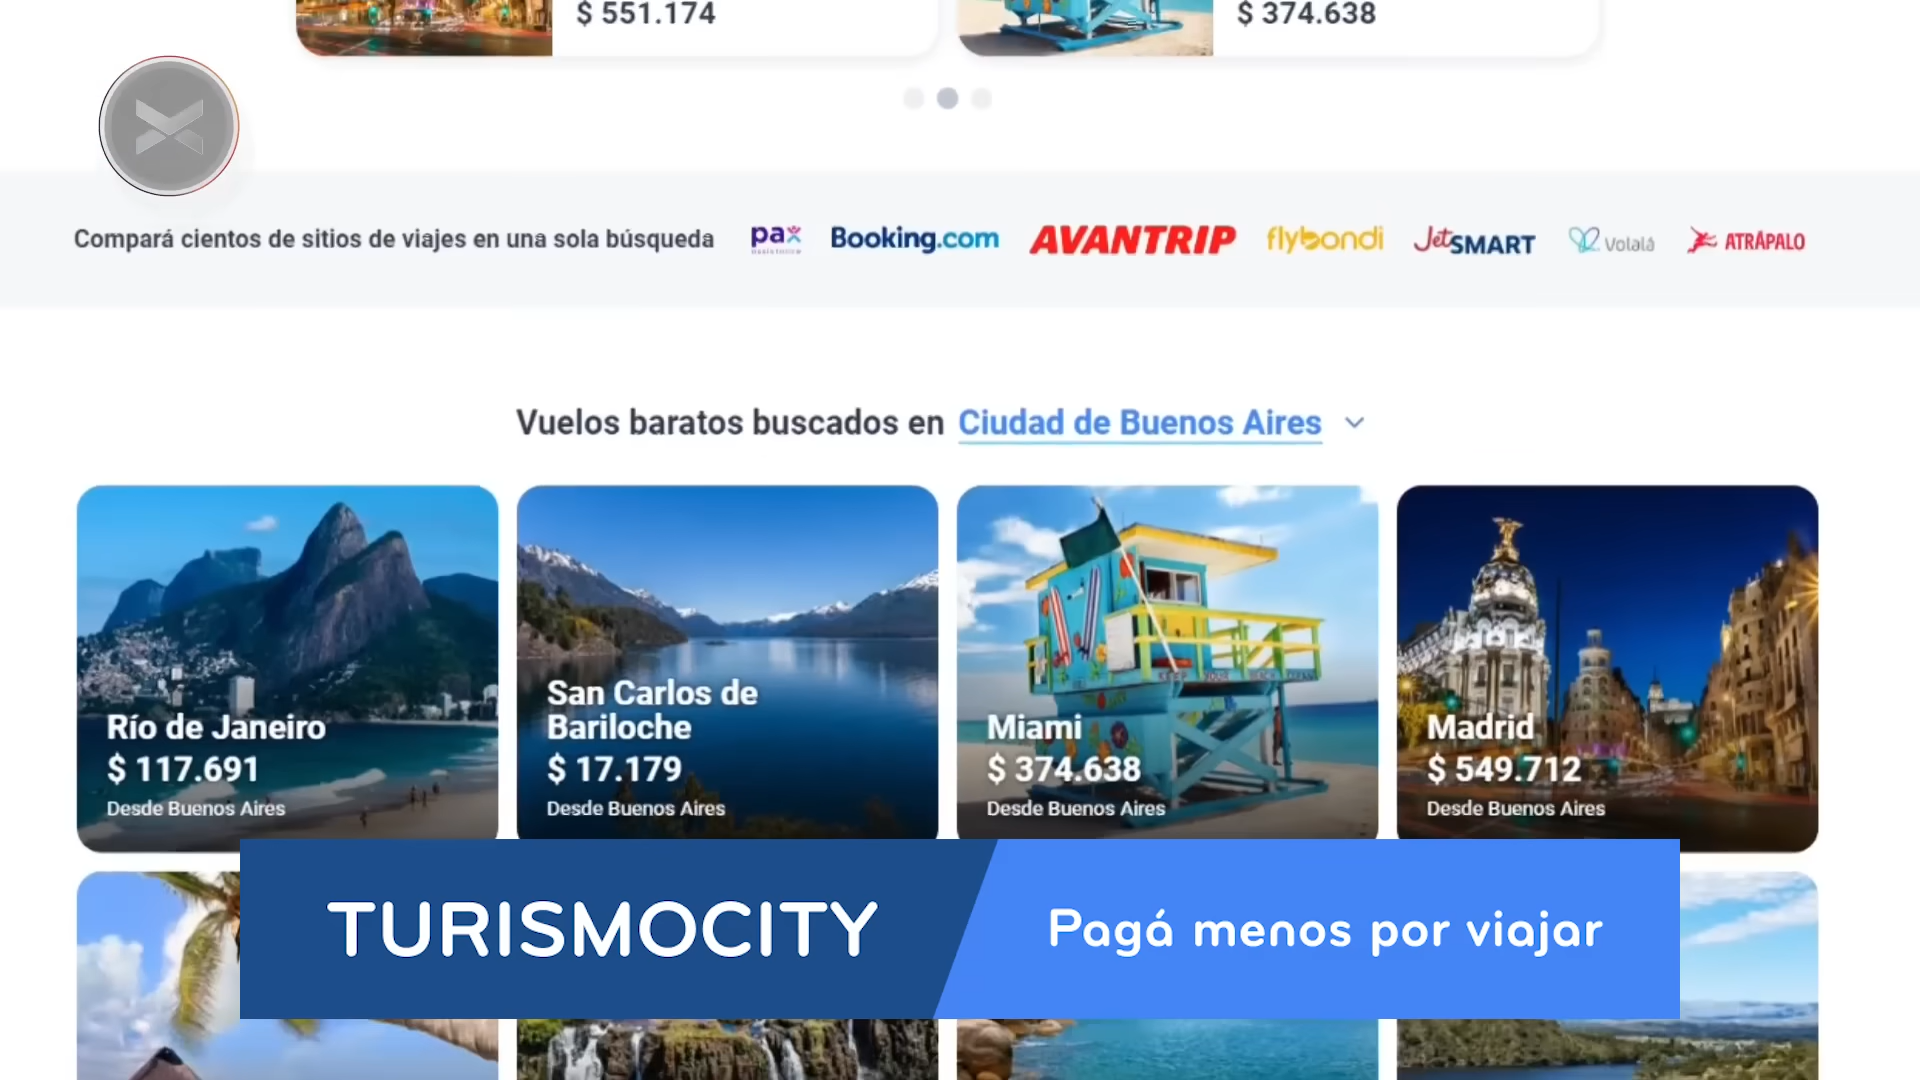 $ 551.174
$ 374.638
Compará cientos de sitios de viajes en una sola búsqueda
pax
Booking.com
AVANTRIP
flybondi
JetSMART
Volalá
ATRÁPALO
Vuelos baratos buscados en Ciudad de Buenos Aires
Río de Janeiro
$ 117.691
Desde Buenos Aires
San Carlos de
Bariloche
$ 17.179
Desde Buenos Aires
Miami
$ 374.638
Desde Buenos Aires
Madrid
$ 549.712
Desde Buenos Aires
TURISMOCITY
Pagá menos por viajar